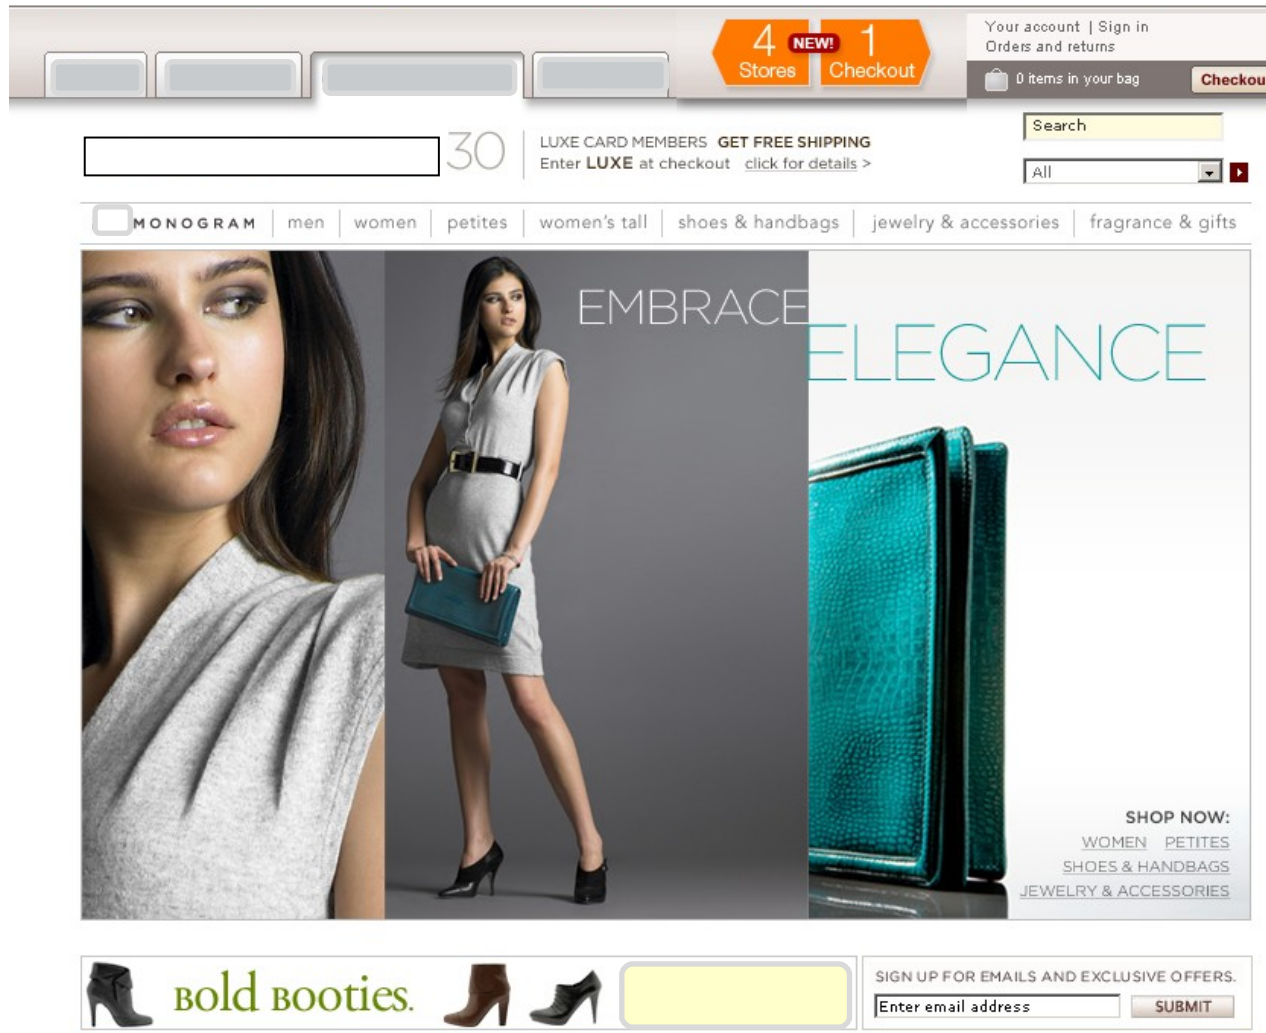 4 Stores NEW! 1 Checkout
Your account | Sign in
Orders and returns
0 items in your bag
Checkou
Search
30
LUXE CARD MEMBERS GET FREE SHIPPING
Enter LUXE at checkout click for details >
All
MONOGRAM men women petites women's tall shoes & handbags jewelry & accessories fragrance & gifts
EMBRACE
ELEGANCE
SHOP NOW:
WOMEN PETITES
SHOES & HANDBAGS
JEWELRY & ACCESSORIES
BOld BOOTIES.
SIGN UP FOR EMAILS AND EXCLUSIVE OFFERS.
Enter email address SUBMIT